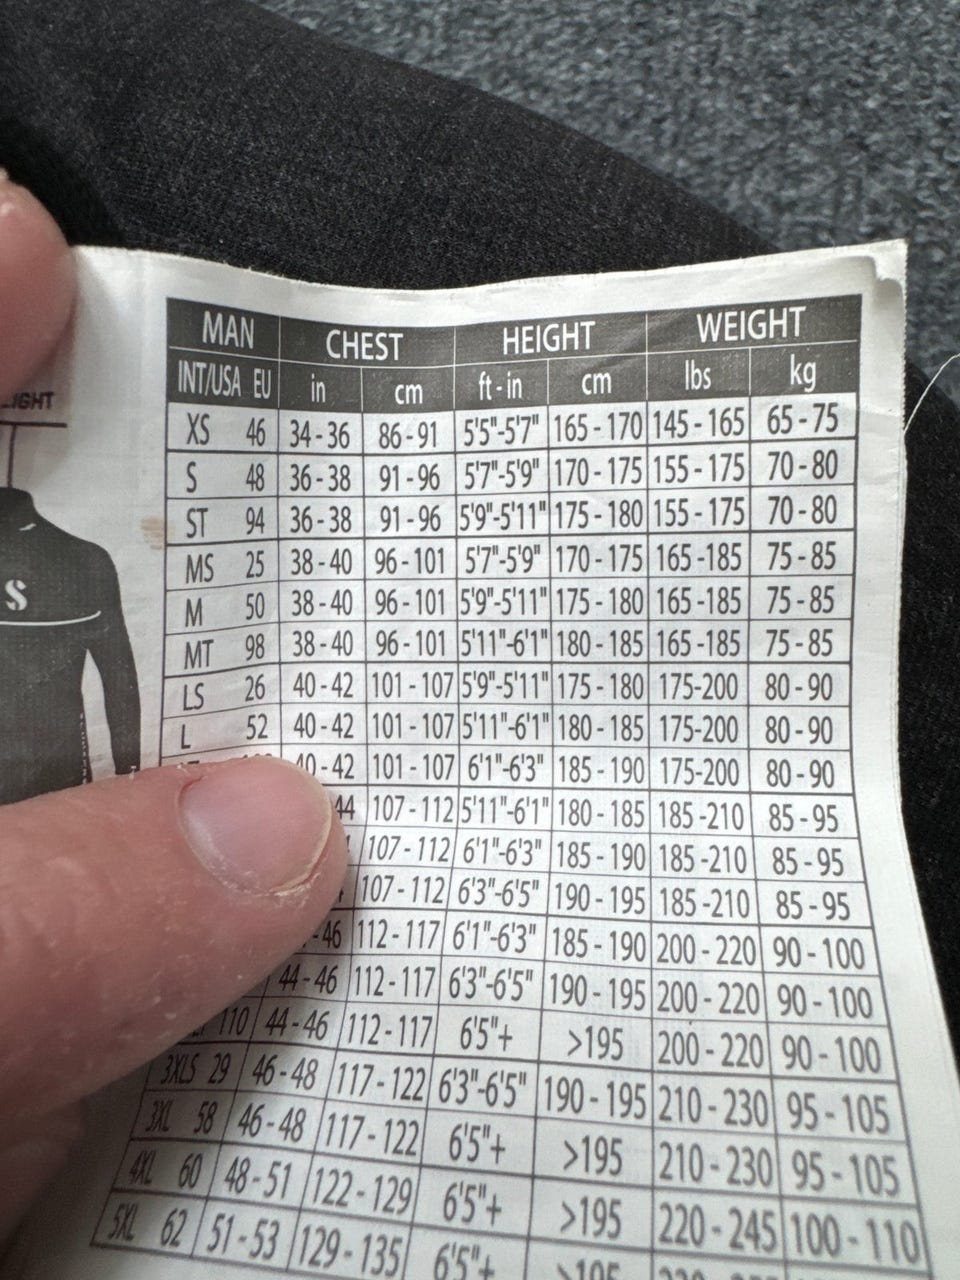 MAN CHEST HEIGHT WEIGHT
INT/USA EU in cm ft - in cm lbs kg
XS 46 34 - 36 86 - 91 5'5"-5'7" 165 - 170 145 - 165 65 - 75
S 48 36 - 38 91 - 96 5'7"-5'9" 170 - 175 155 - 175 70 - 80
ST 94 36 - 38 91 - 96 5'9"-5'11" 175 - 180 155 - 175 70 - 80
MS 25 38 - 40 96 - 101 5'7"-5'9" 170 - 175 165 -185 75 - 85
M 50 38 - 40 96 - 101 5'9"-5'11" 175 - 180 165 -185 75 - 85
MT 98 38 - 40 96 - 101 5'11"-6'1" 180 - 185 165 -185 75 - 85
LS 26 40 - 42 101 - 107 5'9"-5'11" 175 - 180 175-200 80 - 90
L 52 40 - 42 101 - 107 5'11"-6'1" 180 - 185 175-200 80 - 90
40 - 42 101 - 107 6'1"-6'3" 185 - 190 175-200 80 - 90
44 107 - 112 5'11"-6'1" 180 - 185 185 -210 85 - 95
107 - 112 6'1"-6'3" 185 - 190 185 -210 85 - 95
107 - 112 6'3"-6'5" 190 - 195 185 -210 85 - 95
- 46 112 - 117 6'1"-6'3" 185 - 190 200 - 220 90 - 100
44 - 46 112 - 117 6'3"-6'5" 190 - 195 200 - 220 90 - 100
110 44 - 46 112 - 117 6'5"+ >195 200 - 220 90 - 100
3XLS 29 46 - 48 117 - 122 6'3"-6'5" 190 - 195 210 - 230 95 - 105
3XL 58 46 - 48 117 - 122 6'5"+ >195 210 - 230 95 - 105
4XL 60 48 - 51 122 - 129 6'5"+ >195 220 - 245 100 - 110
5XL 62 51 - 53 129 - 135 6'5"+ >195
S